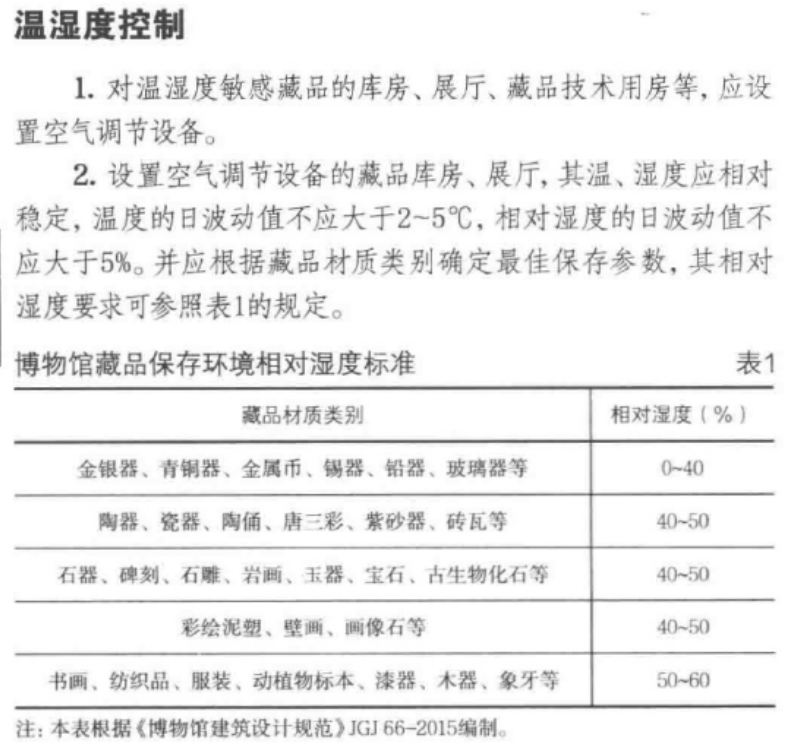 温湿度控制
1. 对温湿度敏感藏品的库房、展厅、藏品技术用房等，应设
置空气调节设备。
2. 设置空气调节设备的藏品库房、展厅，其温、湿度应相对
稳定，温度的日波动值不应大于2~5℃，相对湿度的日波动值不
应大于5%。并应根据藏品材质类别确定最佳保存参数，其相对
湿度要求可参照表1的规定。
博物馆藏品保存环境相对湿度标准 表1
藏品材质类别 相对湿度（%）
金银器、青铜器、金属币、锡器、铅器、玻璃器等 0~40
陶器、瓷器、陶俑、唐三彩、紫砂器、砖瓦等 40~50
石器、碑刻、石雕、岩画、玉器、宝石、古生物化石等 40~50
彩绘泥塑、壁画、画像石等 40~50
书画、纺织品、服装、动植物标本、漆器、木器、象牙等 50~60
注：本表根据《博物馆建筑设计规范》JGJ 66-2015编制。